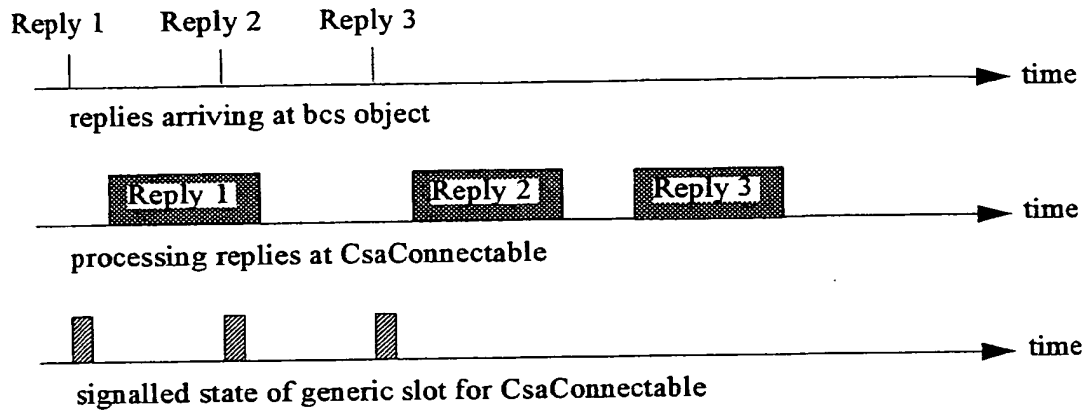 Reply 1 Reply 2 Reply 3
time
replies arriving at bcs object
Reply 1 Reply 2 Reply 3
time
processing replies at CsaConnectable
time
signalled state of generic slot for CsaConnectable